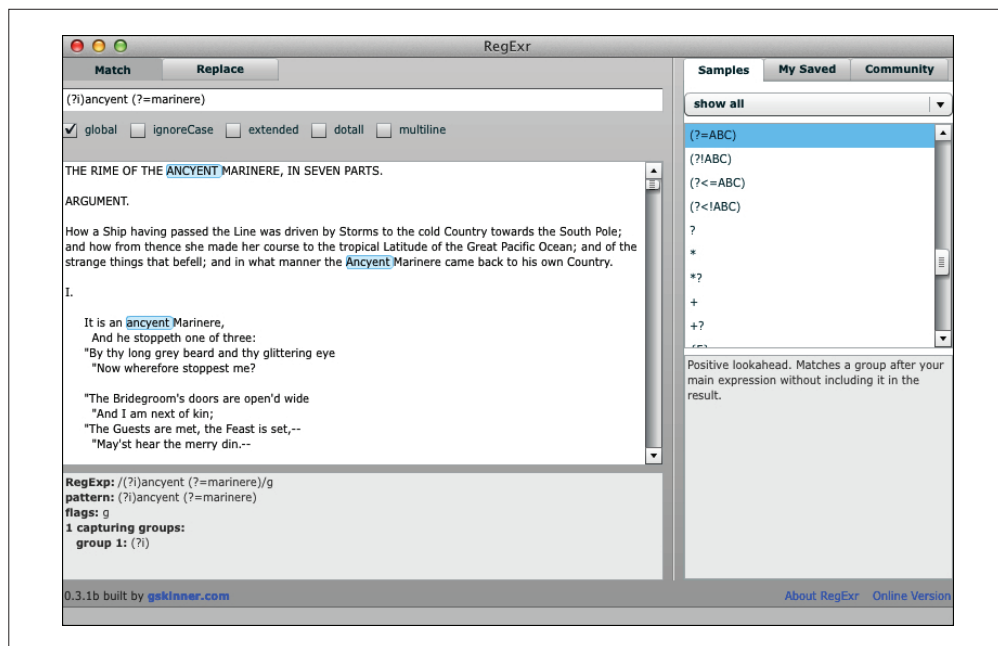 RegExr
Match Replace
(?i)ancyent (?=marinere)
global ignoreCase extended dotall multiline
THE RIME OF THE ANCYENT MARINERE, IN SEVEN PARTS.
ARGUMENT.
How a Ship having passed the Line was driven by Storms to the cold Country towards the South Pole;
and how from thence she made her course to the tropical Latitude of the Great Pacific Ocean; and of the
strange things that befell; and in what manner the Ancyent Marinere came back to his own Country.
I.
It is an ancyent Marinere,
And he stoppeth one of three:
"By thy long grey beard and thy glittering eye
"Now wherefore stoppest me?
"The Bridegroom's doors are open'd wide
"And I am next of kin;
"The Guests are met, the Feast is set,--
"May'st hear the merry din.--
RegExp: /(?i)ancyent (?=marinere)/g
pattern: (?i)ancyent (?=marinere)
flags: g
1 capturing groups:
group 1: (?i)
Samples My Saved Community
show all
(?=ABC)
(?!ABC)
(?<=ABC)
(?<!ABC)
?
*
*?
+
+?
Positive lookahead. Matches a group after your
main expression without including it in the
result.
0.3.1b built by gskinner.com
About RegExr Online Version